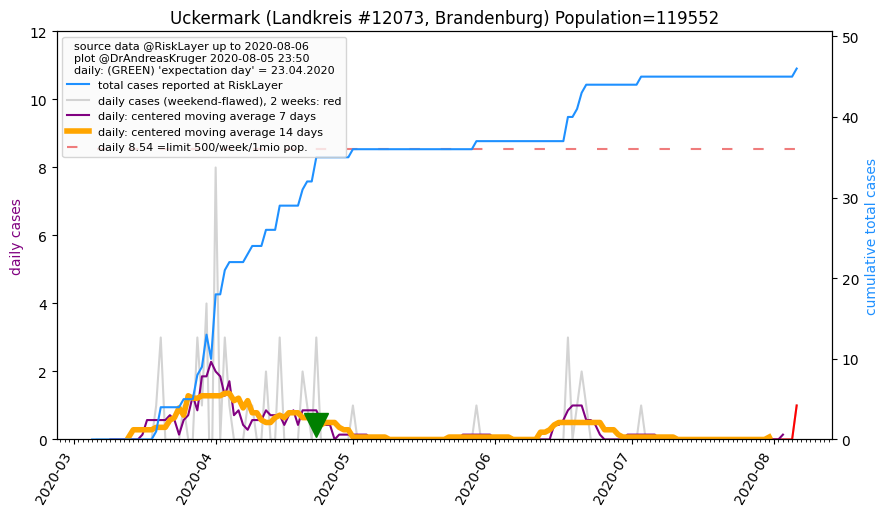 Uckermark (Landkreis #12073, Brandenburg) Population=119552
source data @RiskLayer up to 2020-08-06
plot @DrAndreasKruger 2020-08-05 23:50
daily: (GREEN) 'expectation day' = 23.04.2020
total cases reported at RiskLayer
daily cases (weekend-flawed), 2 weeks: red
daily: centered moving average 7 days
daily: centered moving average 14 days
daily 8.54 =limit 500/week/1mio pop.
daily cases
12
10
8
6
4
2
0
cumulative total cases
50
40
30
20
10
0
2020-03
2020-04
2020-05
2020-06
2020-07
2020-08